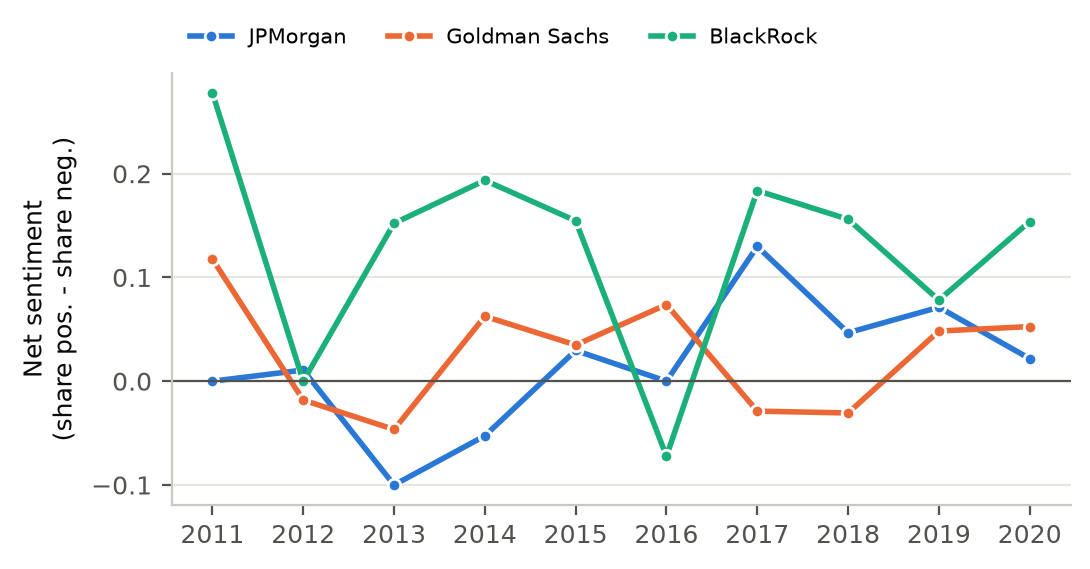 JPMorgan Goldman Sachs BlackRock
Net sentiment
(share pos. - share neg.)
0.2
0.1
0.0
−0.1
2011 2012 2013 2014 2015 2016 2017 2018 2019 2020